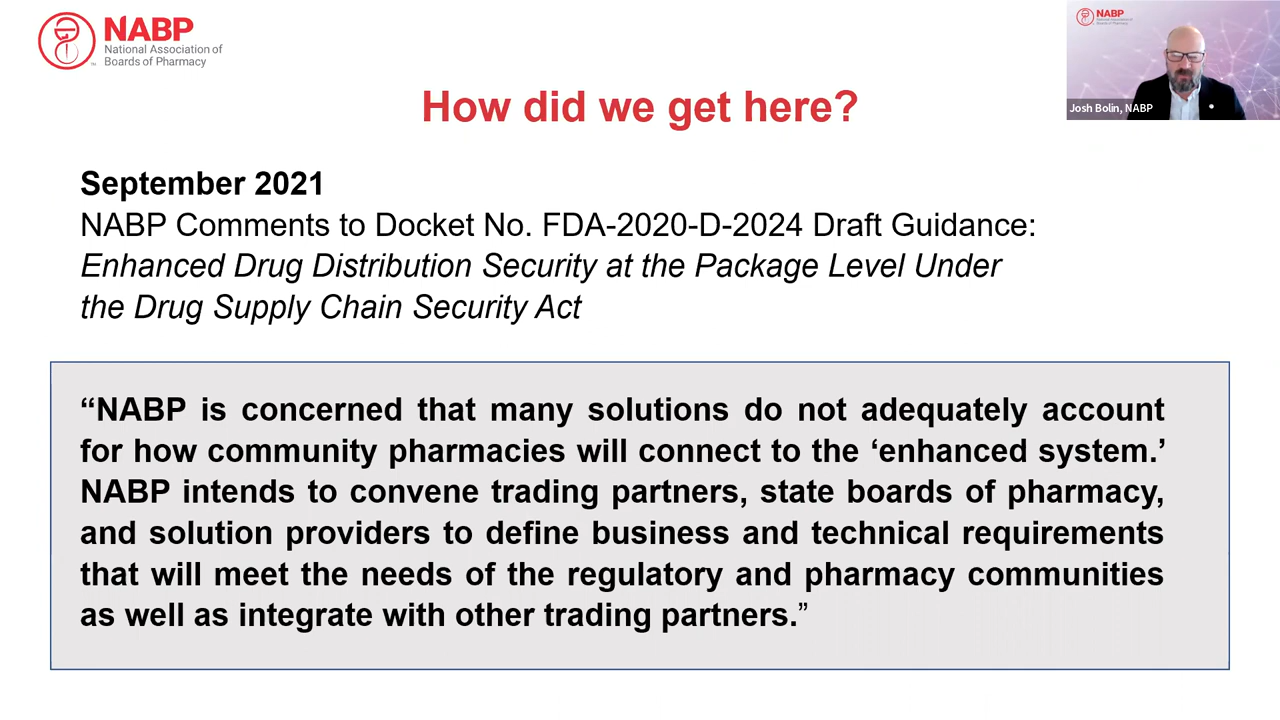 NABP
National Association of
Boards of Pharmacy
NABP
Josh Bolin, NABP
How did we get here?
September 2021
NABP Comments to Docket No. FDA-2020-D-2024 Draft Guidance:
Enhanced Drug Distribution Security at the Package Level Under
the Drug Supply Chain Security Act
“NABP is concerned that many solutions do not adequately account
for how community pharmacies will connect to the ‘enhanced system.’
NABP intends to convene trading partners, state boards of pharmacy,
and solution providers to define business and technical requirements
that will meet the needs of the regulatory and pharmacy communities
as well as integrate with other trading partners.”